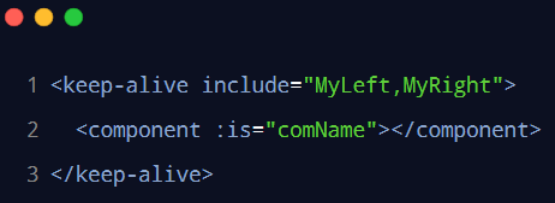 1 <keep-alive include="MyLeft,MyRight">
2   <component :is="comName"></component>
3 </keep-alive>